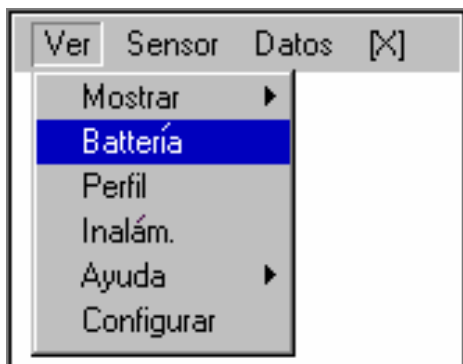 Ver Sensor Datos [X]
Mostrar
Battería
Perfil
Inalám.
Ayuda
Configurar